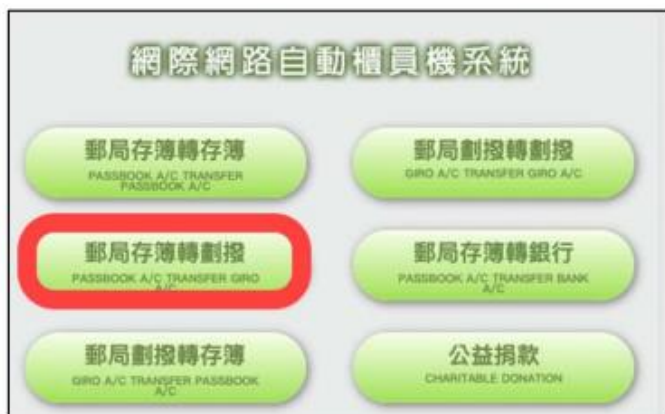 網際網路自動櫃員機系統
郵局存簿轉存簿
PASSBOOK A/C TRANSFER
PASSBOOK A/C
郵局劃撥轉劃撥
GIRO A/C TRANSFER GIRO A/C
郵局存簿轉劃撥
PASSBOOK A/C TRANSFER GIRO
A/C
郵局存簿轉銀行
PASSBOOK A/C TRANSFER BANK
A/C
郵局劃撥轉存簿
GIRO A/C TRANSFER PASSBOOK
A/C
公益捐款
CHARITABLE DONATION